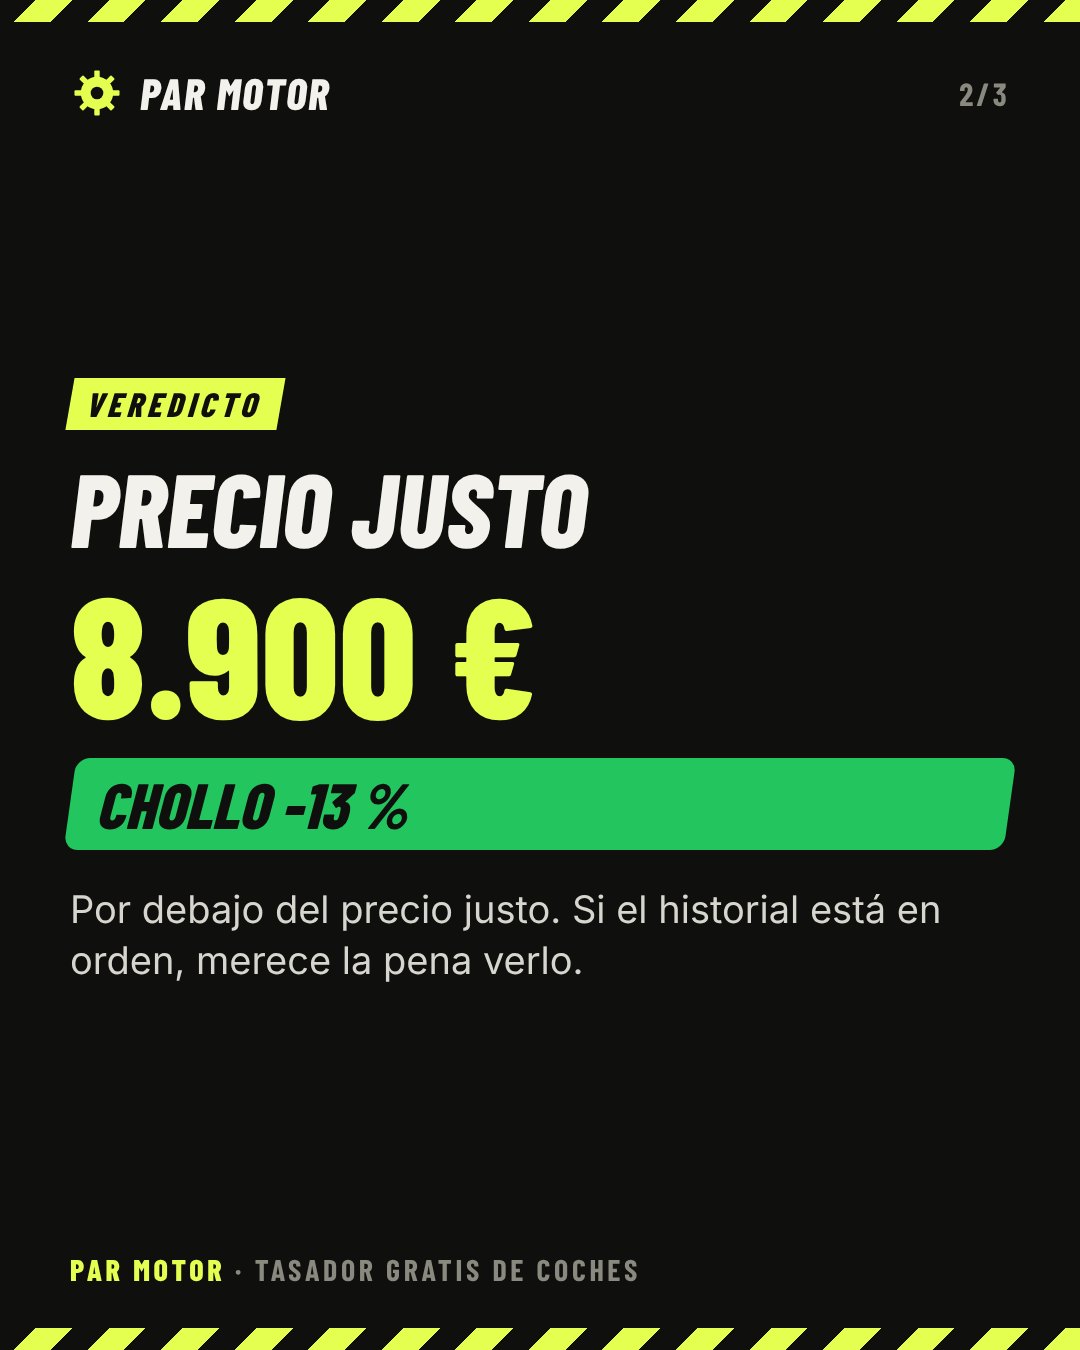 PAR MOTOR
2/3
VEREDICTO
PRECIO JUSTO
8.900 €
CHOLLO -13 %
Por debajo del precio justo. Si el historial está en
orden, merece la pena verlo.
PAR MOTOR · TASADOR GRATIS DE COCHES